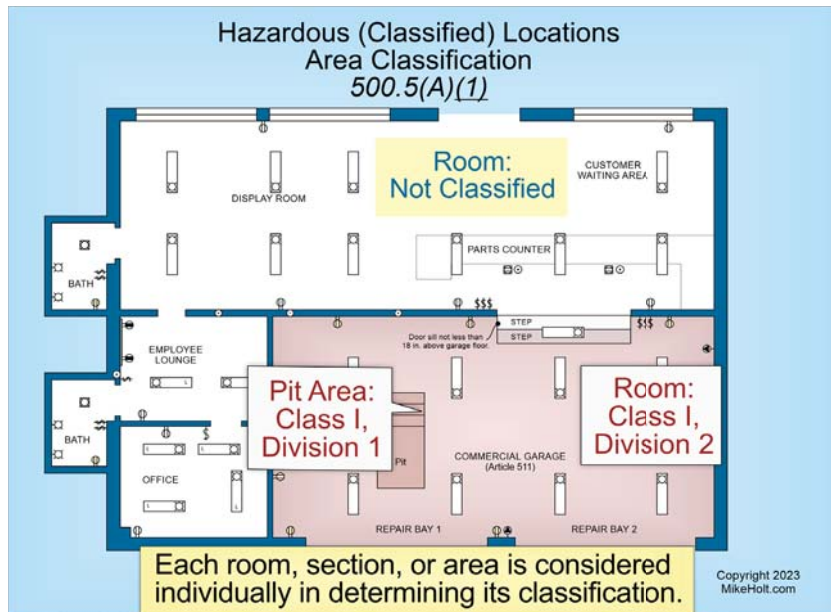 Hazardous (Classified) Locations
Area Classification
500.5(A)(1)
Room:
Not Classified
CUSTOMER
WAITING AREA
DISPLAY ROOM
PARTS COUNTER
BATH
$$$
$$$
STEP
STEP
Door sill not less than
18 in. above garage floor.
EMPLOYEE
LOUNGE
L
L
Pit Area:
Class I,
Division 1
Room:
Class I,
Division 2
BATH
$
L
L
L
L
OFFICE
Pit
COMMERCIAL GARAGE
(Article 511)
REPAIR BAY 1
REPAIR BAY 2
Each room, section, or area is considered
individually in determining its classification.
Copyright 2023
MikeHolt.com